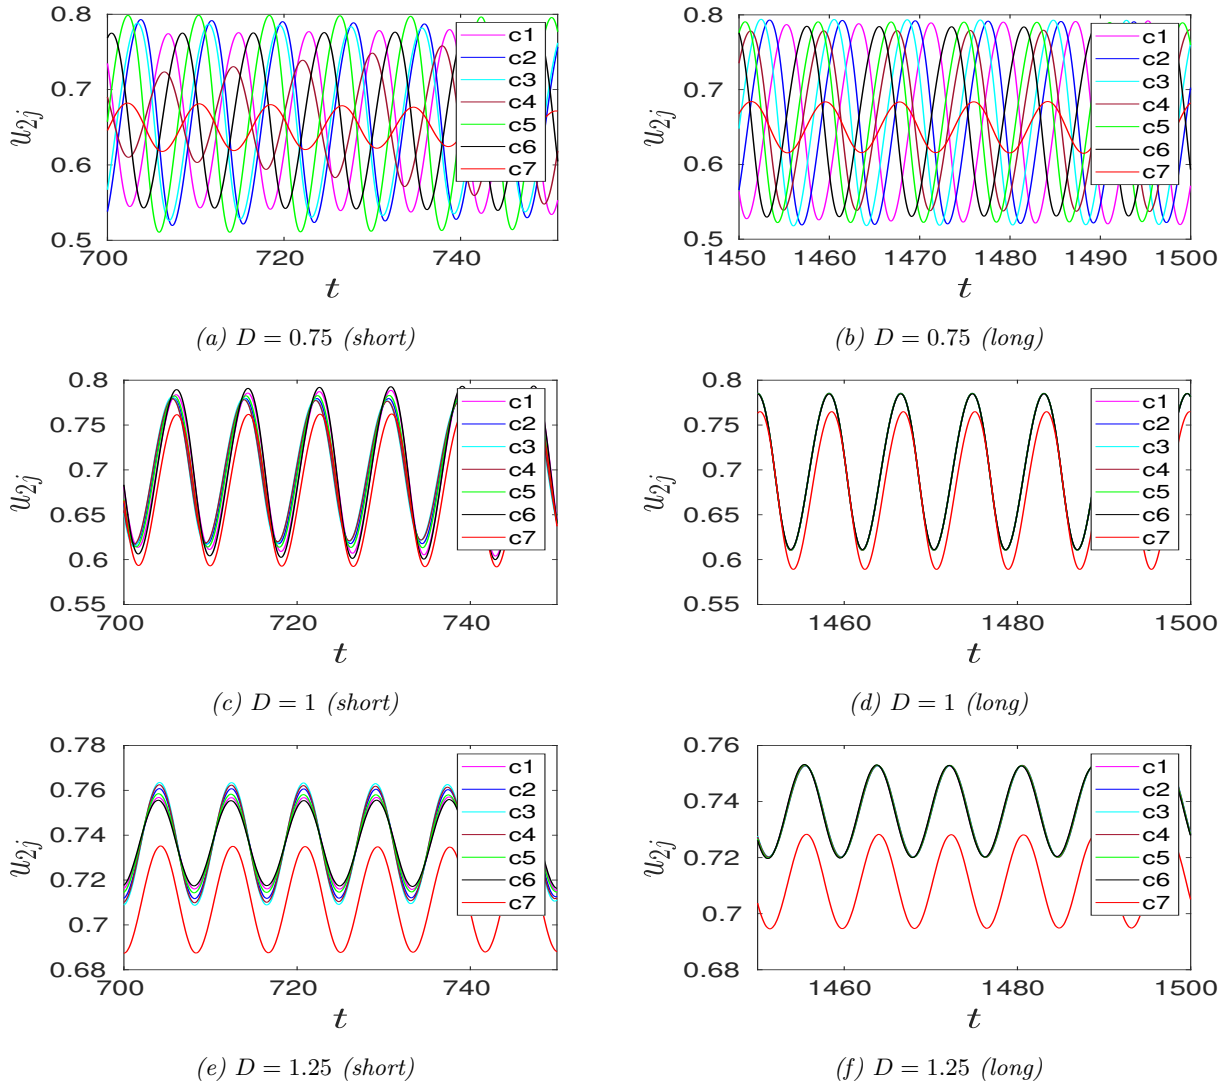 0.8
0.7
0.6
0.5
u2j
700
720
740
t
c1
c2
c3
c4
c5
c6
c7
(a) D = 0.75 (short)
0.8
0.7
0.6
0.5
u2j
1450
1460
1470
1480
1490
1500
t
c1
c2
c3
c4
c5
c6
c7
(b) D = 0.75 (long)
0.8
0.75
0.7
0.65
0.6
0.55
u2j
700
720
740
t
c1
c2
c3
c4
c5
c6
c7
(c) D = 1 (short)
0.8
0.75
0.7
0.65
0.6
0.55
u2j
1460
1480
1500
t
c1
c2
c3
c4
c5
c6
c7
(d) D = 1 (long)
0.78
0.76
0.74
0.72
0.7
0.68
u2j
700
720
740
t
c1
c2
c3
c4
c5
c6
c7
(e) D = 1.25 (short)
0.76
0.74
0.72
0.7
0.68
u2j
1460
1480
1500
t
c1
c2
c3
c4
c5
c6
c7
(f) D = 1.25 (long)